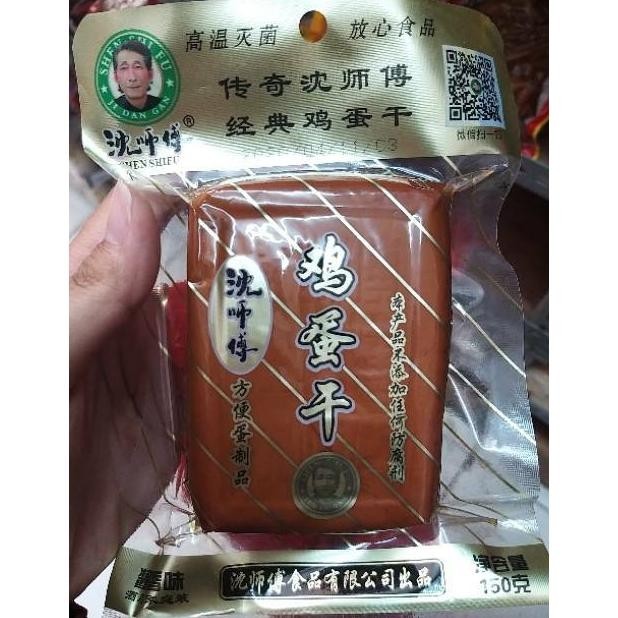 高温灭菌
放心食品
SHEN SHI FU
JI DAN GAN
沈师傅®
SHENSHIFU
传奇沈师傅
经典鸡蛋干
微信扫一扫
鸡蛋干
沈师傅
方便蛋制品
本产品不添加任何防腐剂
酱味
沈师傅食品有限公司出品
净含量
150克